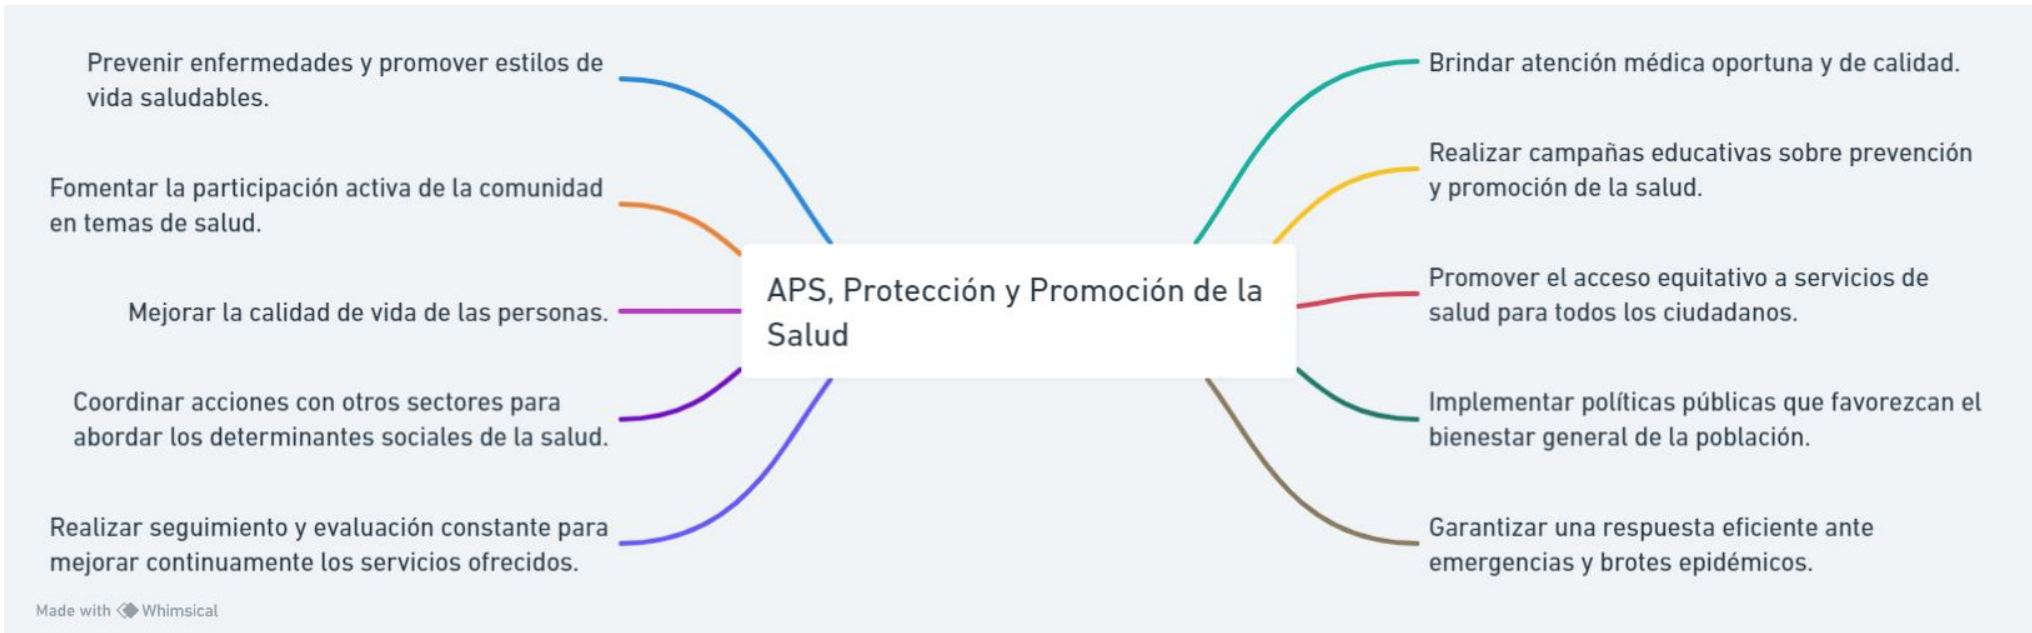 Prevenir enfermedades y promover estilos de
vida saludables.
Fomentar la participación activa de la comunidad
en temas de salud.
Mejorar la calidad de vida de las personas.
Coordinar acciones con otros sectores para
abordar los determinantes sociales de la salud.
Realizar seguimiento y evaluación constante para
mejorar continuamente los servicios ofrecidos.
APS, Protección y Promoción de la
Salud
Brindar atención médica oportuna y de calidad.
Realizar campañas educativas sobre prevención
y promoción de la salud.
Promover el acceso equitativo a servicios de
salud para todos los ciudadanos.
Implementar políticas públicas que favorezcan el
bienestar general de la población.
Garantizar una respuesta eficiente ante
emergencias y brotes epidémicos.
Made with Whimsical